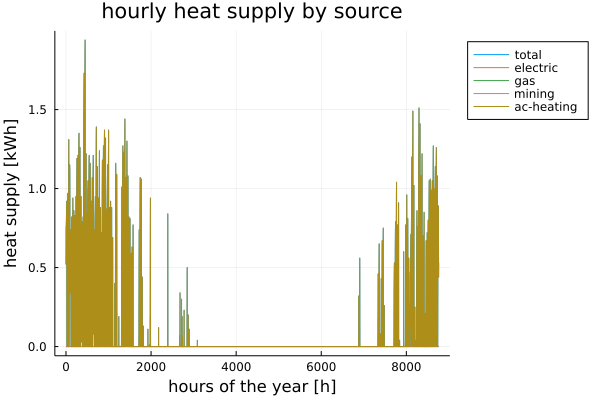 hourly heat supply by source
total
electric
gas
mining
ac-heating
heat supply [kWh]
1.5
1.0
0.5
0.0
0
2000
4000
6000
8000
hours of the year [h]